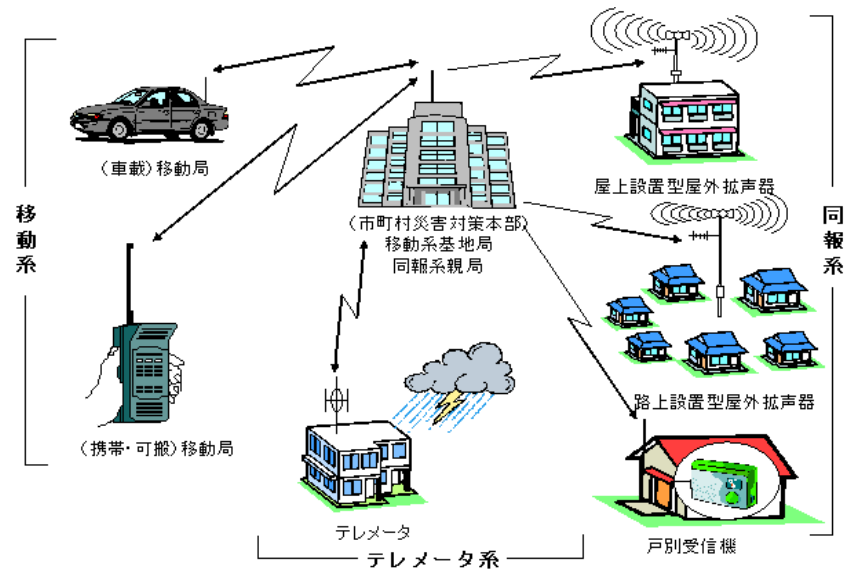 （車載）移動局
移動系
（携帯・可搬）移動局
（市町村災害対策本部）
移動系基地局
同報系親局
テレメータ
テレメータ系
屋上設置型屋外拡声器
同報系
路上設置型屋外拡声器
戸別受信機